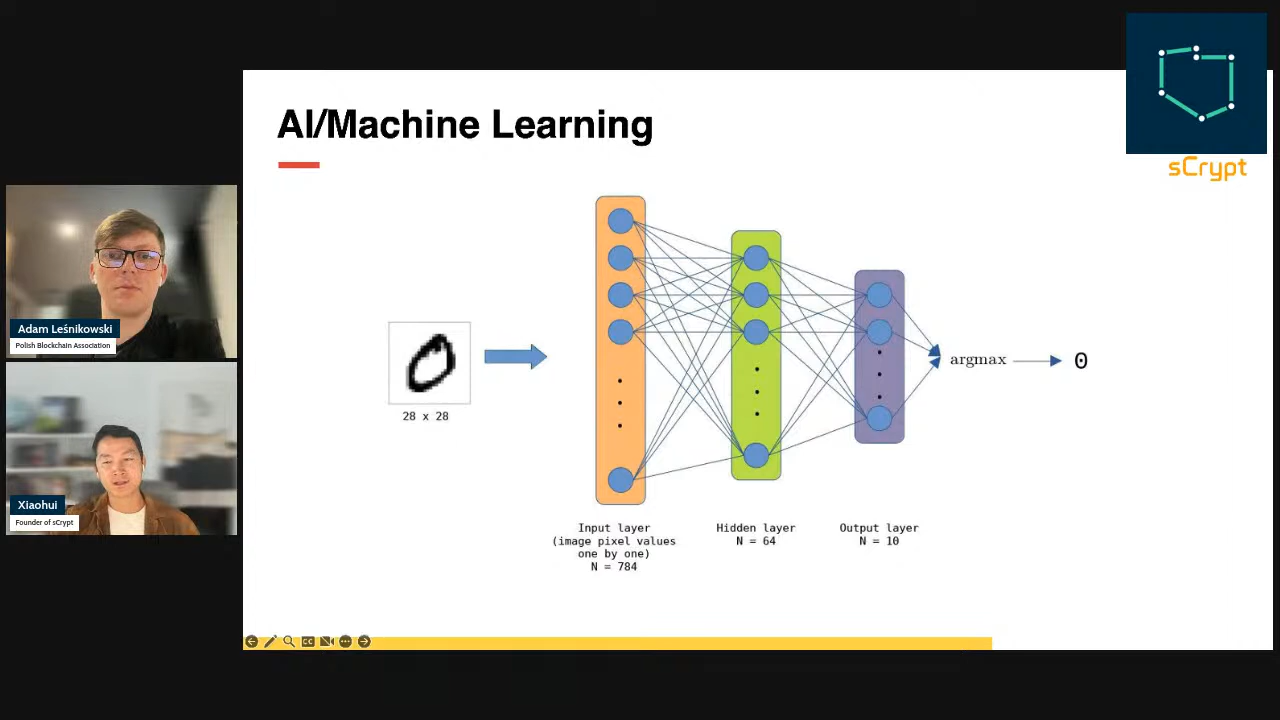 sCrypt
AI/Machine Learning
Adam Leśnikowski
Polish Blockchain Association
Xiaohui
Founder of sCrypt
28 x 28
argmax
0
Input layer
(image pixel values
one by one)
N = 784
Hidden layer
N = 64
Output layer
N = 10
CC